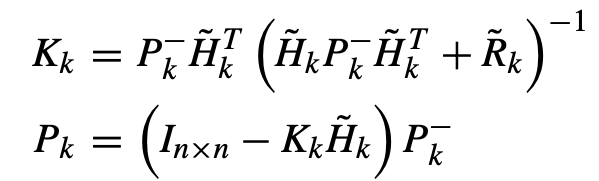 K_k = P_k^- \tilde{H}_k^T \left( \tilde{H}_k P_k^- \tilde{H}_k^T + \tilde{R}_k \right)^{-1}
P_k = \left( I_{n \times n} - K_k \tilde{H}_k \right) P_k^-